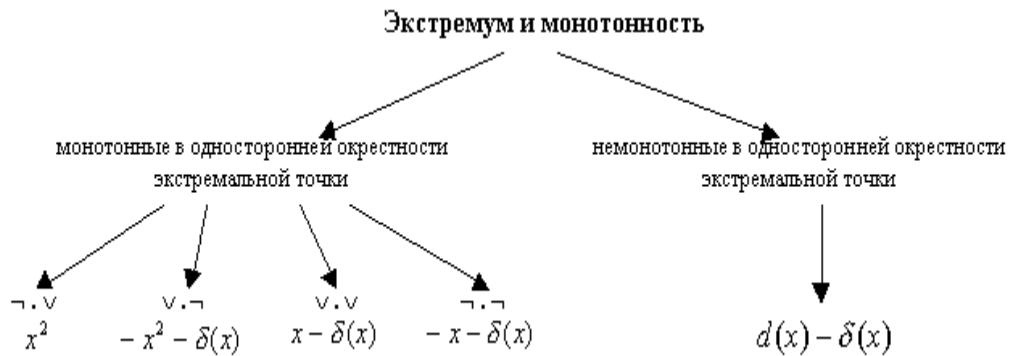 Экстремум и монотонность
монотонные в односторонней окрестности
экстремальной точки
немонотонные в односторонней окрестности
экстремальной точки
¬.∨ ∨.¬ ∨.∨ ¬.¬
x² − x² − δ(x) x − δ(x) − x − δ(x) d(x) − δ(x)